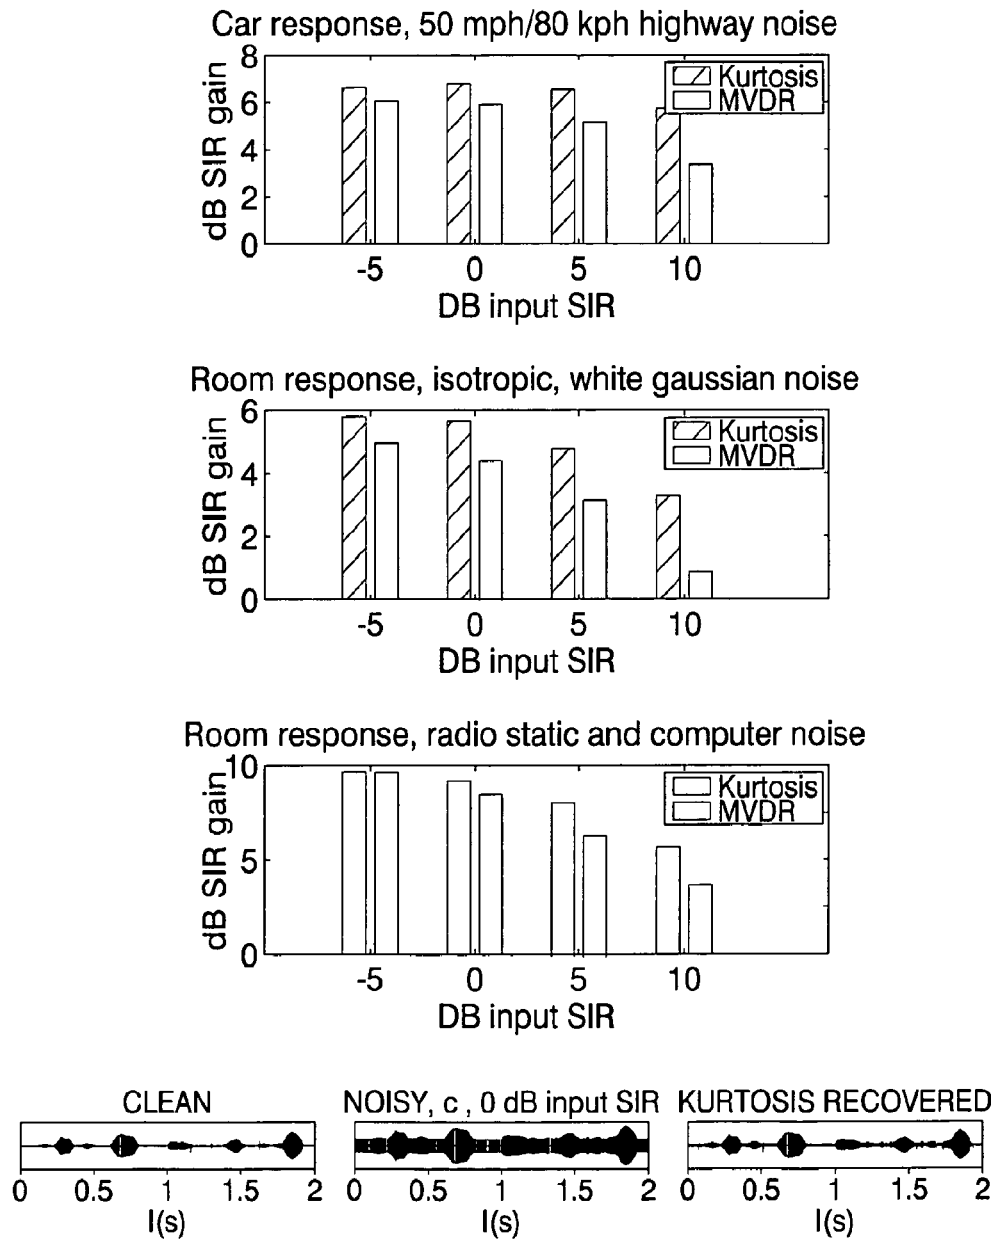 Car response, 50 mph/80 kph highway noise
8
6
4
2
0
dB SIR gain
Kurtosis
MVDR
-5 0 5 10
DB input SIR
Room response, isotropic, white gaussian noise
6
4
2
0
dB SIR gain
Kurtosis
MVDR
-5 0 5 10
DB input SIR
Room response, radio static and computer noise
10
5
0
dB SIR gain
Kurtosis
MVDR
-5 0 5 10
DB input SIR
CLEAN
0 0.5 1 1.5 2
I(s)
NOISY, c , 0 dB input SIR
0 0.5 1 1.5 2
I(s)
KURTOSIS RECOVERED
0 0.5 1 1.5 2
I(s)